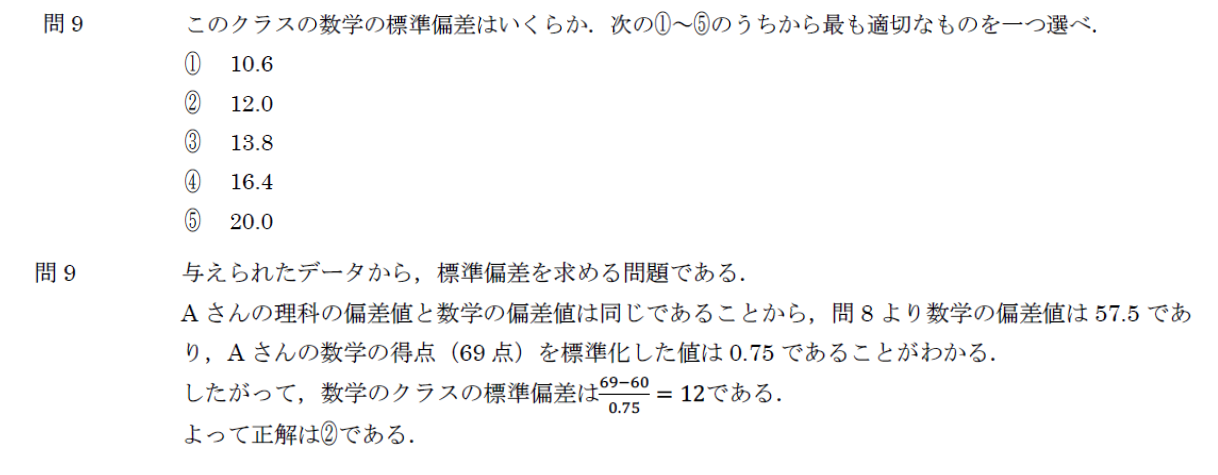 問 9 このクラスの数学の標準偏差はいくらか．次の①～⑤のうちから最も適切なものを一つ選べ．
① 10.6
② 12.0
③ 13.8
④ 16.4
⑤ 20.0
問 9 与えられたデータから，標準偏差を求める問題である．
A さんの理科の偏差値と数学の偏差値は同じであることから，問 8 より数学の偏差値は 57.5 であ
り，A さんの数学の得点（69 点）を標準化した値は 0.75 であることがわかる．
したがって，数学のクラスの標準偏差は\frac{69−60}{0.75} = 12である．
よって正解は②である．